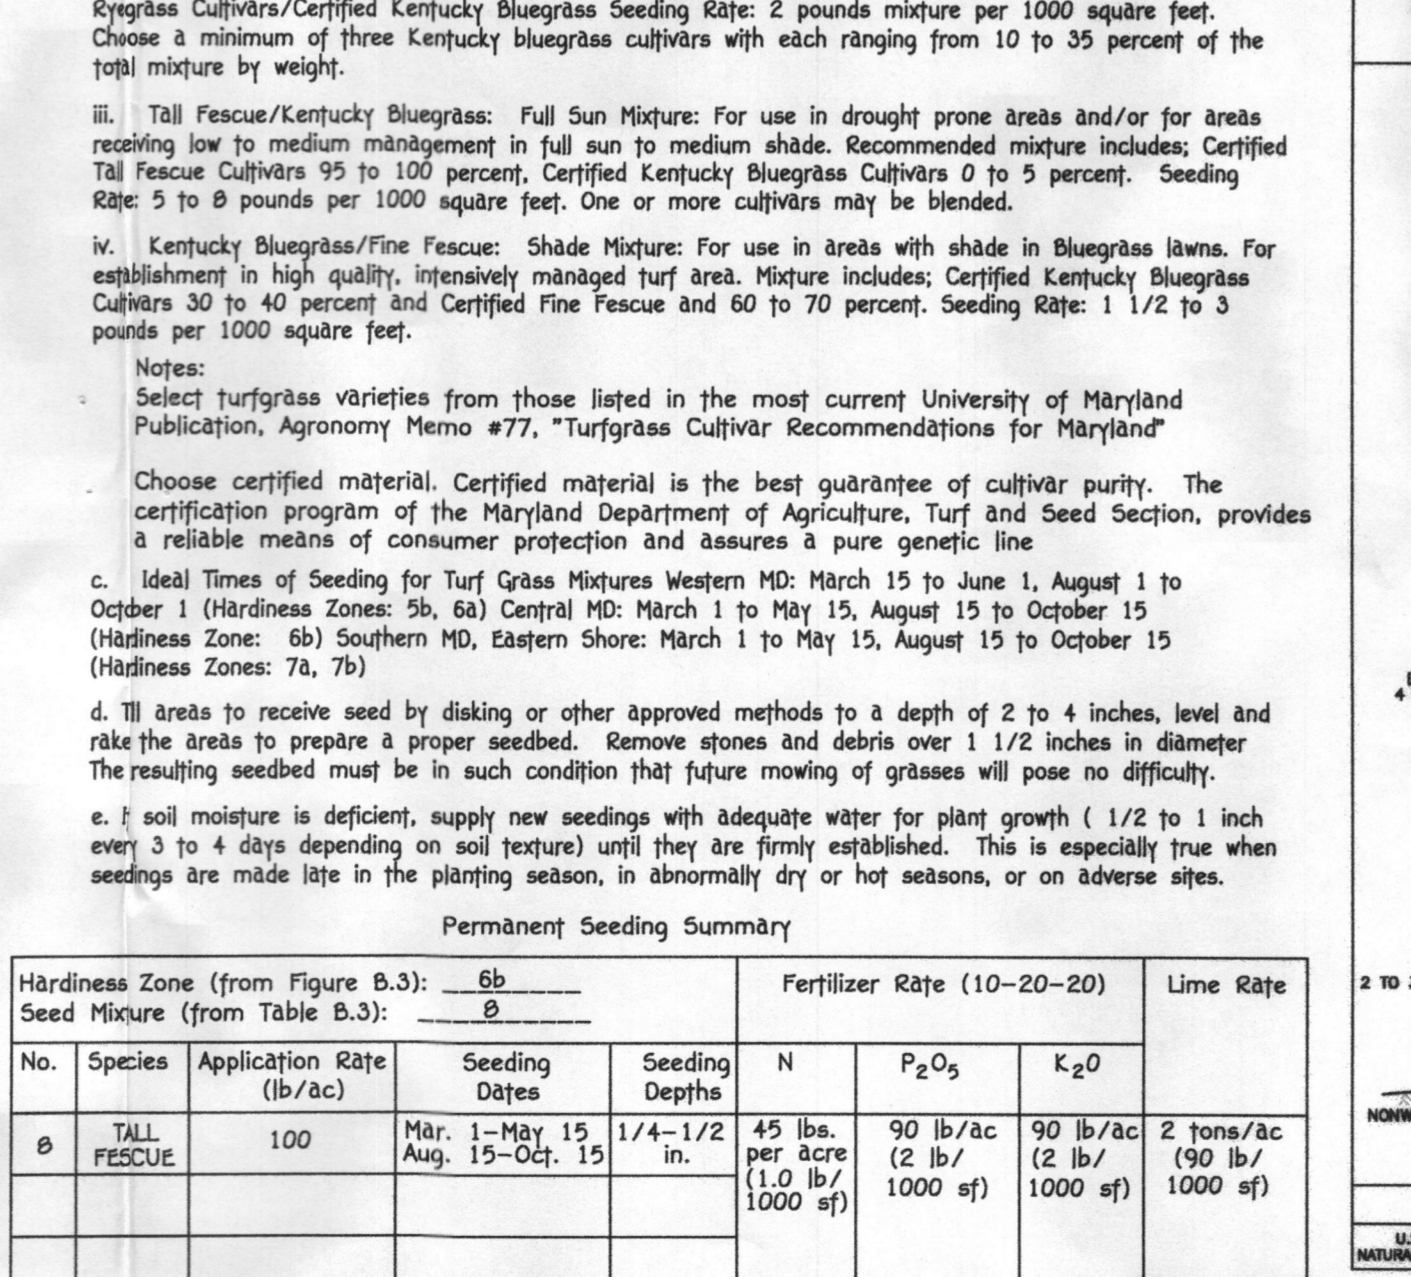 Ryegrass Cultivars/Certified Kentucky Bluegrass Seeding Rate: 2 pounds mixture per 1000 square feet.
Choose a minimum of three Kentucky bluegrass cultivars with each ranging from 10 to 35 percent of the
total mixture by weight.
iii. Tall Fescue/Kentucky Bluegrass: Full Sun Mixture: For use in drought prone areas and/or for areas
receiving low to medium management in full sun to medium shade. Recommended mixture includes; Certified
Tall Fescue Cultivars 95 to 100 percent, Certified Kentucky Bluegrass Cultivars 0 to 5 percent. Seeding
Rate: 5 to 8 pounds per 1000 square feet. One or more cultivars may be blended.
iv. Kentucky Bluegrass/Fine Fescue: Shade Mixture: For use in areas with shade in Bluegrass lawns. For
establishment in high quality, intensively managed turf area. Mixture includes; Certified Kentucky Bluegrass
Cultivars 30 to 40 percent and Certified Fine Fescue and 60 to 70 percent. Seeding Rate: 1 1/2 to 3
pounds per 1000 square feet.
Notes:
Select turfgrass varieties from those listed in the most current University of Maryland
Publication, Agronomy Memo #77, "Turfgrass Cultivar Recommendations for Maryland"
Choose certified material. Certified material is the best guarantee of cultivar purity. The
certification program of the Maryland Department of Agriculture, Turf and Seed Section, provides
a reliable means of consumer protection and assures a pure genetic line
c. Ideal Times of Seeding for Turf Grass Mixtures Western MD: March 15 to June 1, August 1 to
October 1 (Hardiness Zones: 5b, 6a) Central MD: March 1 to May 15, August 15 to October 15
(Hardiness Zone: 6b) Southern MD, Eastern Shore: March 1 to May 15, August 15 to October 15
(Hardiness Zones: 7a, 7b)
d. Till areas to receive seed by disking or other approved methods to a depth of 2 to 4 inches, level and
rake the areas to prepare a proper seedbed. Remove stones and debris over 1 1/2 inches in diameter
The resulting seedbed must be in such condition that future mowing of grasses will pose no difficulty.
e. If soil moisture is deficient, supply new seedings with adequate water for plant growth ( 1/2 to 1 inch
every 3 to 4 days depending on soil texture) until they are firmly established. This is especially true when
seedings are made late in the planting season, in abnormally dry or hot seasons, or on adverse sites.
Permanent Seeding Summary
Hardiness Zone (from Figure B.3): 6b
Seed Mixture (from Table B.3): 8
Fertilizer Rate (10-20-20)
Lime Rate
No.
Species
Application Rate
(lb/ac)
Seeding
Dates
Seeding
Depths
N
P2O5
K2O
8
TALL
FESCUE
100
Mar. 1-May 15
Aug. 15-Oct. 15
1/4-1/2
in.
45 lbs.
per acre
(1.0 lb/
1000 sf)
90 lb/ac
(2 lb/
1000 sf)
90 lb/ac
(2 lb/
1000 sf)
2 tons/ac
(90 lb/
1000 sf)
4
2 TO
NONW
U.
NATURA